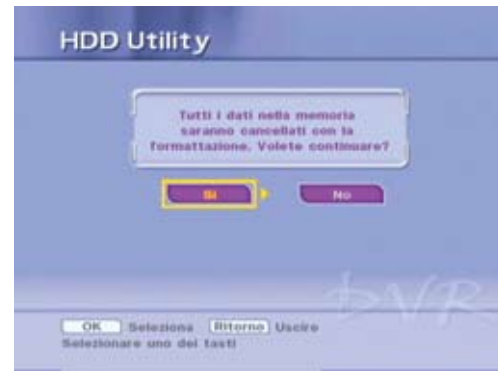 HDD Utility
Tutti i dati nella memoria
saranno cancellati con la
formattazione. Volete continuare?
Sì No
DVR
OK Seleziona Ritorno Uscire
Selezionare uno dei tasti